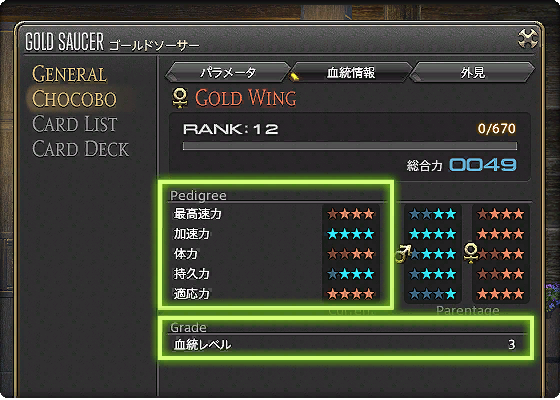 GOLD SAUCER ゴールドソーサー
GENERAL
CHOCOBO
CARD LIST
CARD DECK
パラメータ 血統情報 外見
♀ GOLD WING
RANK: 12 0/670
総合力 0049
Pedigree
最高速力 ★★★★ ★★★★ ★★★★
加速力 ★★★★ ★★★★ ★★★★
体力 ★★★★ ♂ ★★★★ ♀ ★★★★
持久力 ★★★★ ★★★★ ★★★★
適応力 ★★★★ ★★★★ ★★★★
Parentage
Grade
血統レベル 3